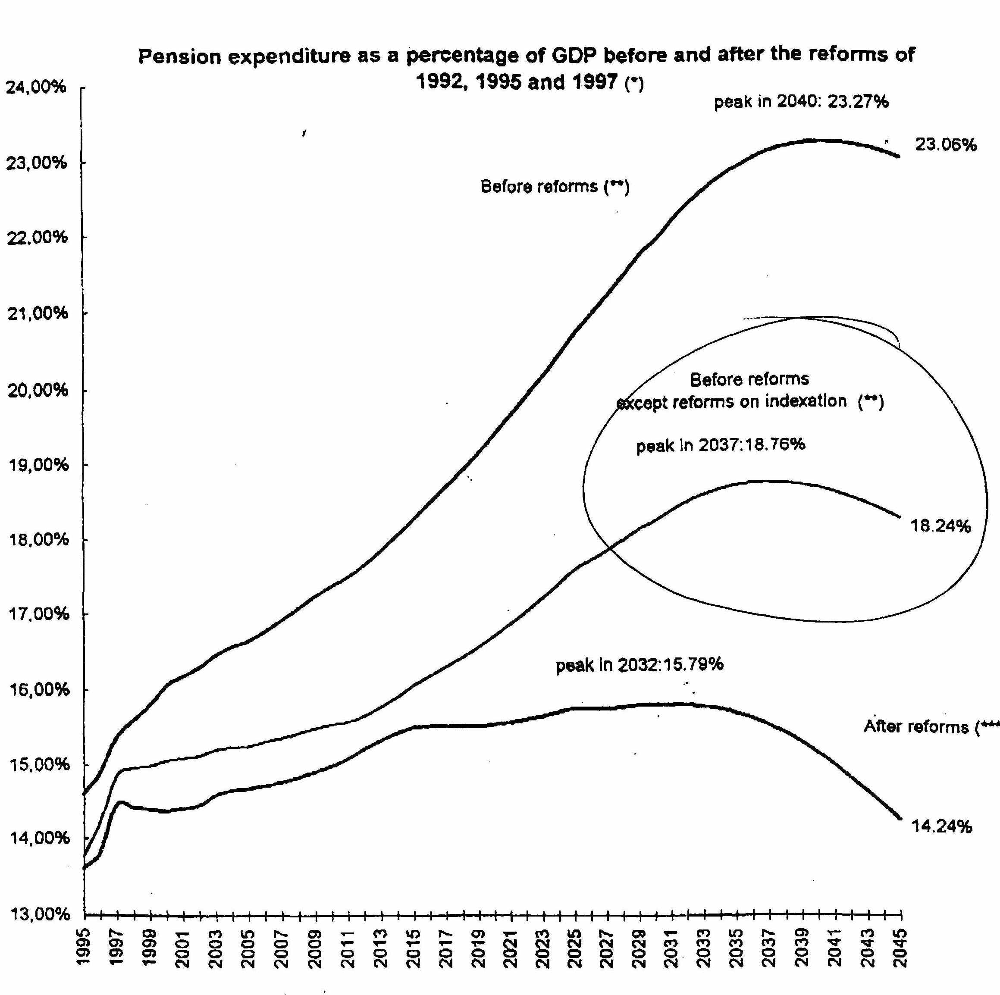 Pension expenditure as a percentage of GDP before and after the reforms of
1992, 1995 and 1997 (*)
24,00%
peak in 2040: 23.27%
23.06%
23,00%
Before reforms (**)
22,00%
21,00%
Before reforms
except reforms on indexation (**)
20,00%
peak in 2037:18.76%
19,00%
18.24%
18,00%
17,00%
peak in 2032:15.79%
16,00%
After reforms (***
15,00%
14.24%
14,00%
13,00%
1995 1997 1999 2001 2003 2005 2007 2009 2011 2013 2015 2017 2019 2021 2023 2025 2027 2029 2031 2033 2035 2037 2039 2041 2043 2045